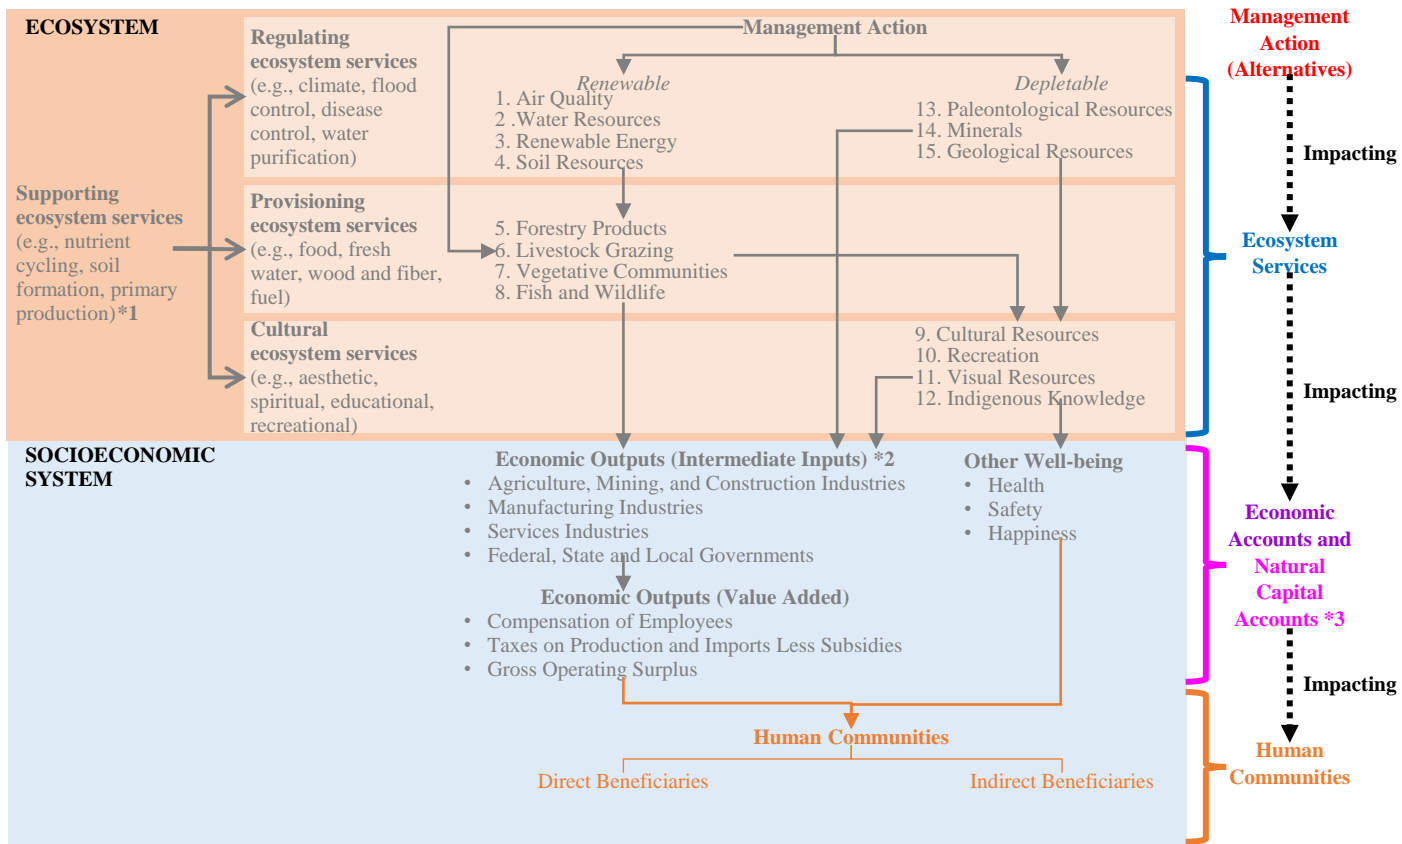 ECOSYSTEM
Supporting
ecosystem services
(e.g., nutrient
cycling, soil
formation, primary
production)*1
Regulating
ecosystem services
(e.g., climate, flood
control, disease
control, water
purification)
Provisioning
ecosystem services
(e.g., food, fresh
water, wood and fiber,
fuel)
Cultural
ecosystem services
(e.g., aesthetic,
spiritual, educational,
recreational)
Management Action
Renewable
1. Air Quality
2 .Water Resources
3. Renewable Energy
4. Soil Resources
Depletable
13. Paleontological Resources
14. Minerals
15. Geological Resources
5. Forestry Products
6. Livestock Grazing
7. Vegetative Communities
8. Fish and Wildlife
9. Cultural Resources
10. Recreation
11. Visual Resources
12. Indigenous Knowledge
SOCIOECONOMIC
SYSTEM
Economic Outputs (Intermediate Inputs) *2
• Agriculture, Mining, and Construction Industries
• Manufacturing Industries
• Services Industries
• Federal, State and Local Governments
Other Well-being
• Health
• Safety
• Happiness
Economic Outputs (Value Added)
• Compensation of Employees
• Taxes on Production and Imports Less Subsidies
• Gross Operating Surplus
Human Communities
Direct Beneficiaries
Indirect Beneficiaries
Management
Action
(Alternatives)
Impacting
Ecosystem
Services
Impacting
Economic
Accounts and
Natural
Capital
Accounts *3
Impacting
Human
Communities